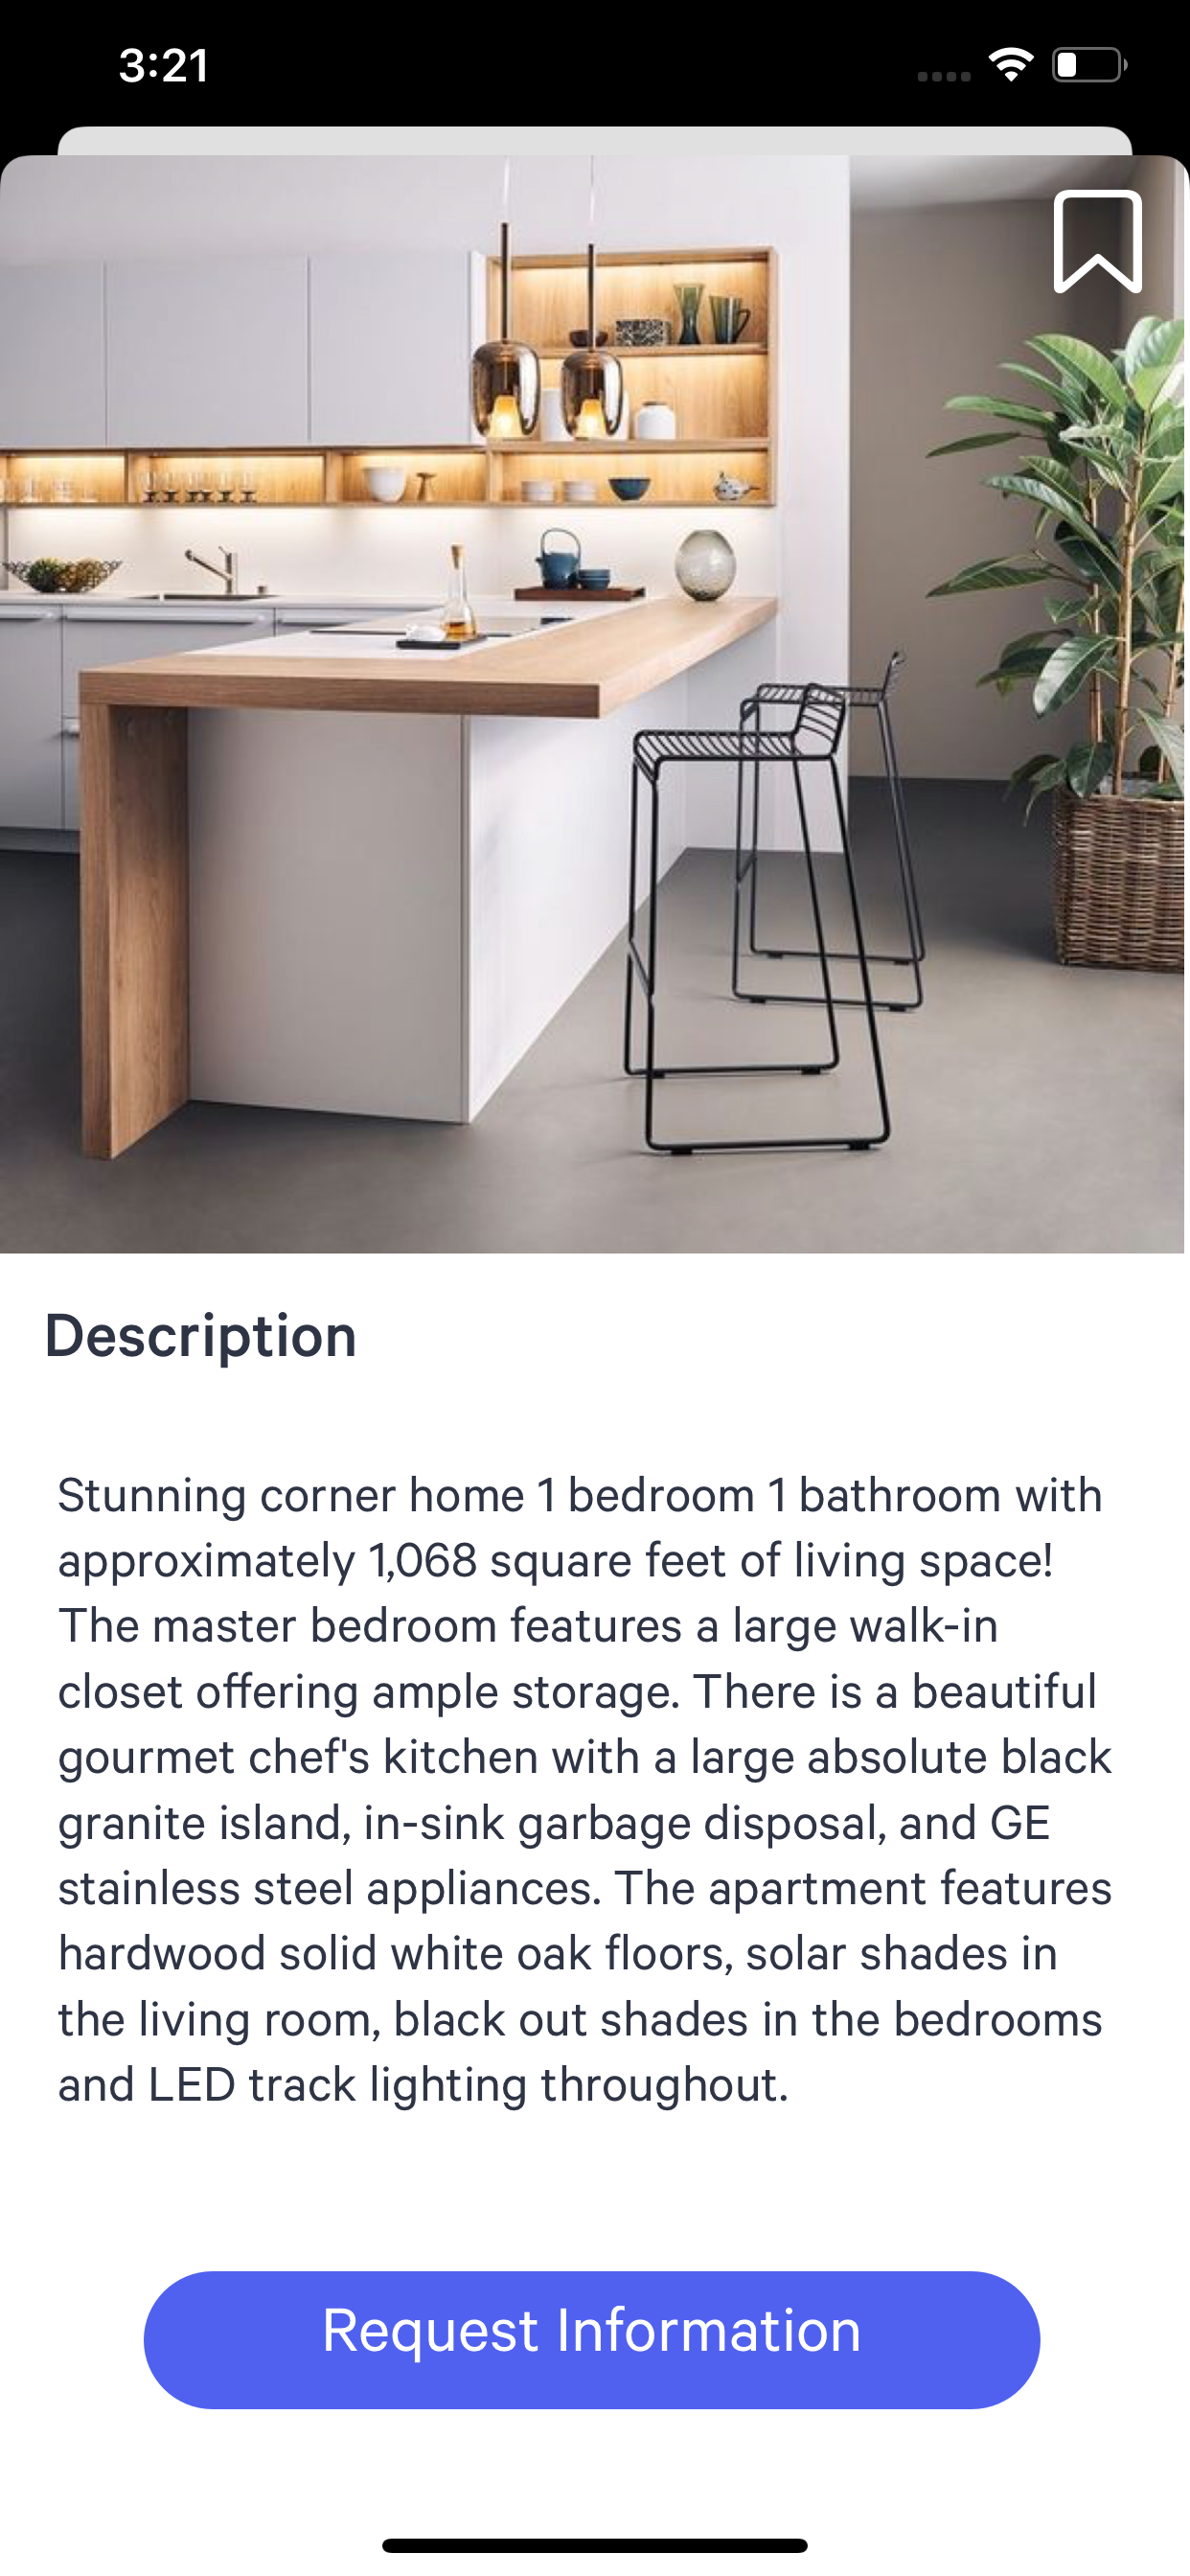 3:21
Description
Stunning corner home 1 bedroom 1 bathroom with
approximately 1,068 square feet of living space!
The master bedroom features a large walk-in
closet offering ample storage. There is a beautiful
gourmet chef's kitchen with a large absolute black
granite island, in-sink garbage disposal, and GE
stainless steel appliances. The apartment features
hardwood solid white oak floors, solar shades in
the living room, black out shades in the bedrooms
and LED track lighting throughout.
Request Information